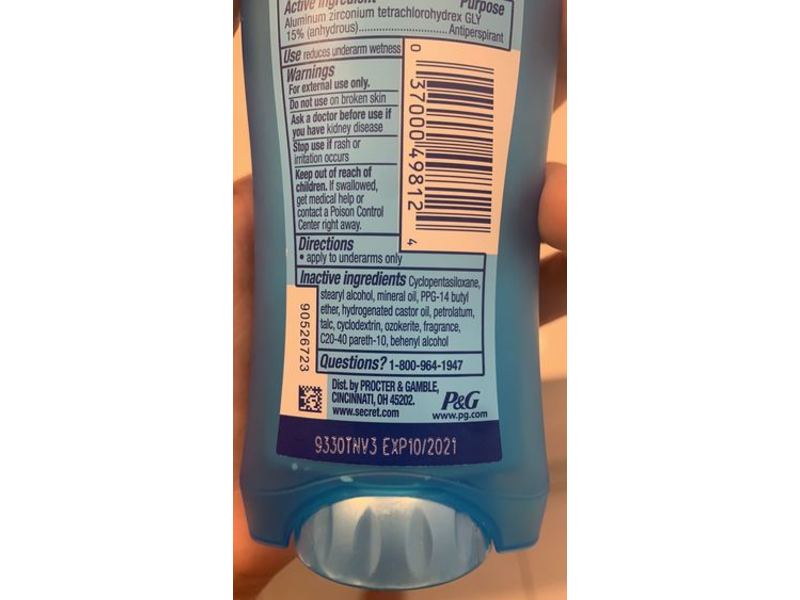 Active ingredient Purpose
Aluminum zirconium tetrachlorohydrex GLY
15% (anhydrous)..............................Antiperspirant
Use reduces underarm wetness
Warnings
For external use only.
Do not use on broken skin
Ask a doctor before use if
you have kidney disease
Stop use if rash or
irritation occurs
Keep out of reach of
children. If swallowed,
get medical help or
contact a Poison Control
Center right away.
0 37000 49812 4
Directions
• apply to underarms only
Inactive ingredients Cyclopentasiloxane,
stearyl alcohol, mineral oil, PPG-14 butyl
ether, hydrogenated castor oil, petrolatum,
talc, cyclodextrin, ozokerite, fragrance,
C20-40 pareth-10, behenyl alcohol
90526723
Questions? 1-800-964-1947
Dist. by PROCTER & GAMBLE,
CINCINNATI, OH 45202.
www.secret.com
P&G
www.pg.com
9330TNV3 EXP10/2021